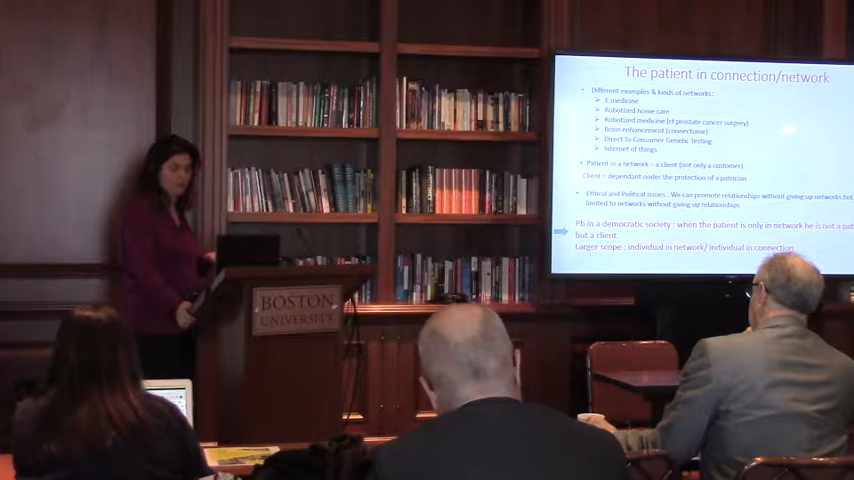 The patient in connection/network
• Different examples & kinds of networks:
➢ E medicine
➢ Robotized home care
➢ Robotized medicine (cf prostate cancer surgery)
➢ Brain enhancement (connectome)
➢ Direct To Consumer Genetic Testing
➢ Internet of things
• Patient in a network = a client (not only a customer)
Client = dependant under the protection of a patrician
• Ethical and Political issues ; We can promote relationships without giving up networks but
limited to networks without giving up relationships
Pb in a democratic society : when the patient is only in network he is not a pa
but a client.
Larger scope ; individual in network/ individual in connection
BOSTON
UNIVERSITY